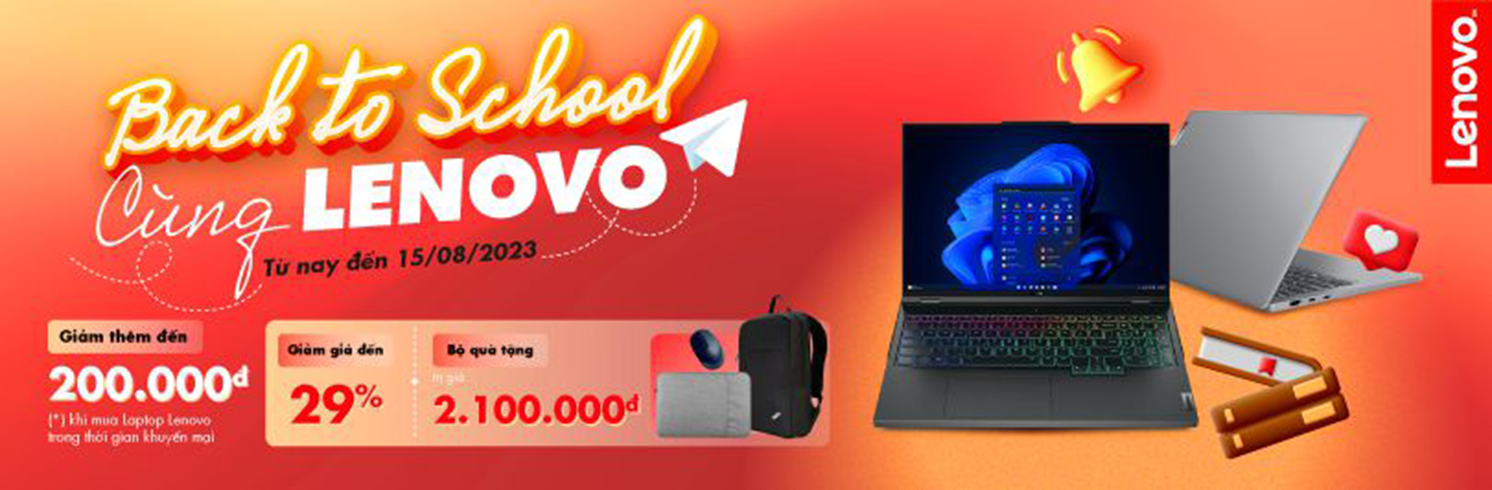 Back to School
Cùng LENOVO
Từ nay đến 15/08/2023
Giảm thêm đến
200.000đ
(*) khi mua Laptop Lenovo
trong thời gian khuyến mại
Giảm giá đến
29%
Bộ quà tặng
trị giá
2.100.000đ
Lenovo